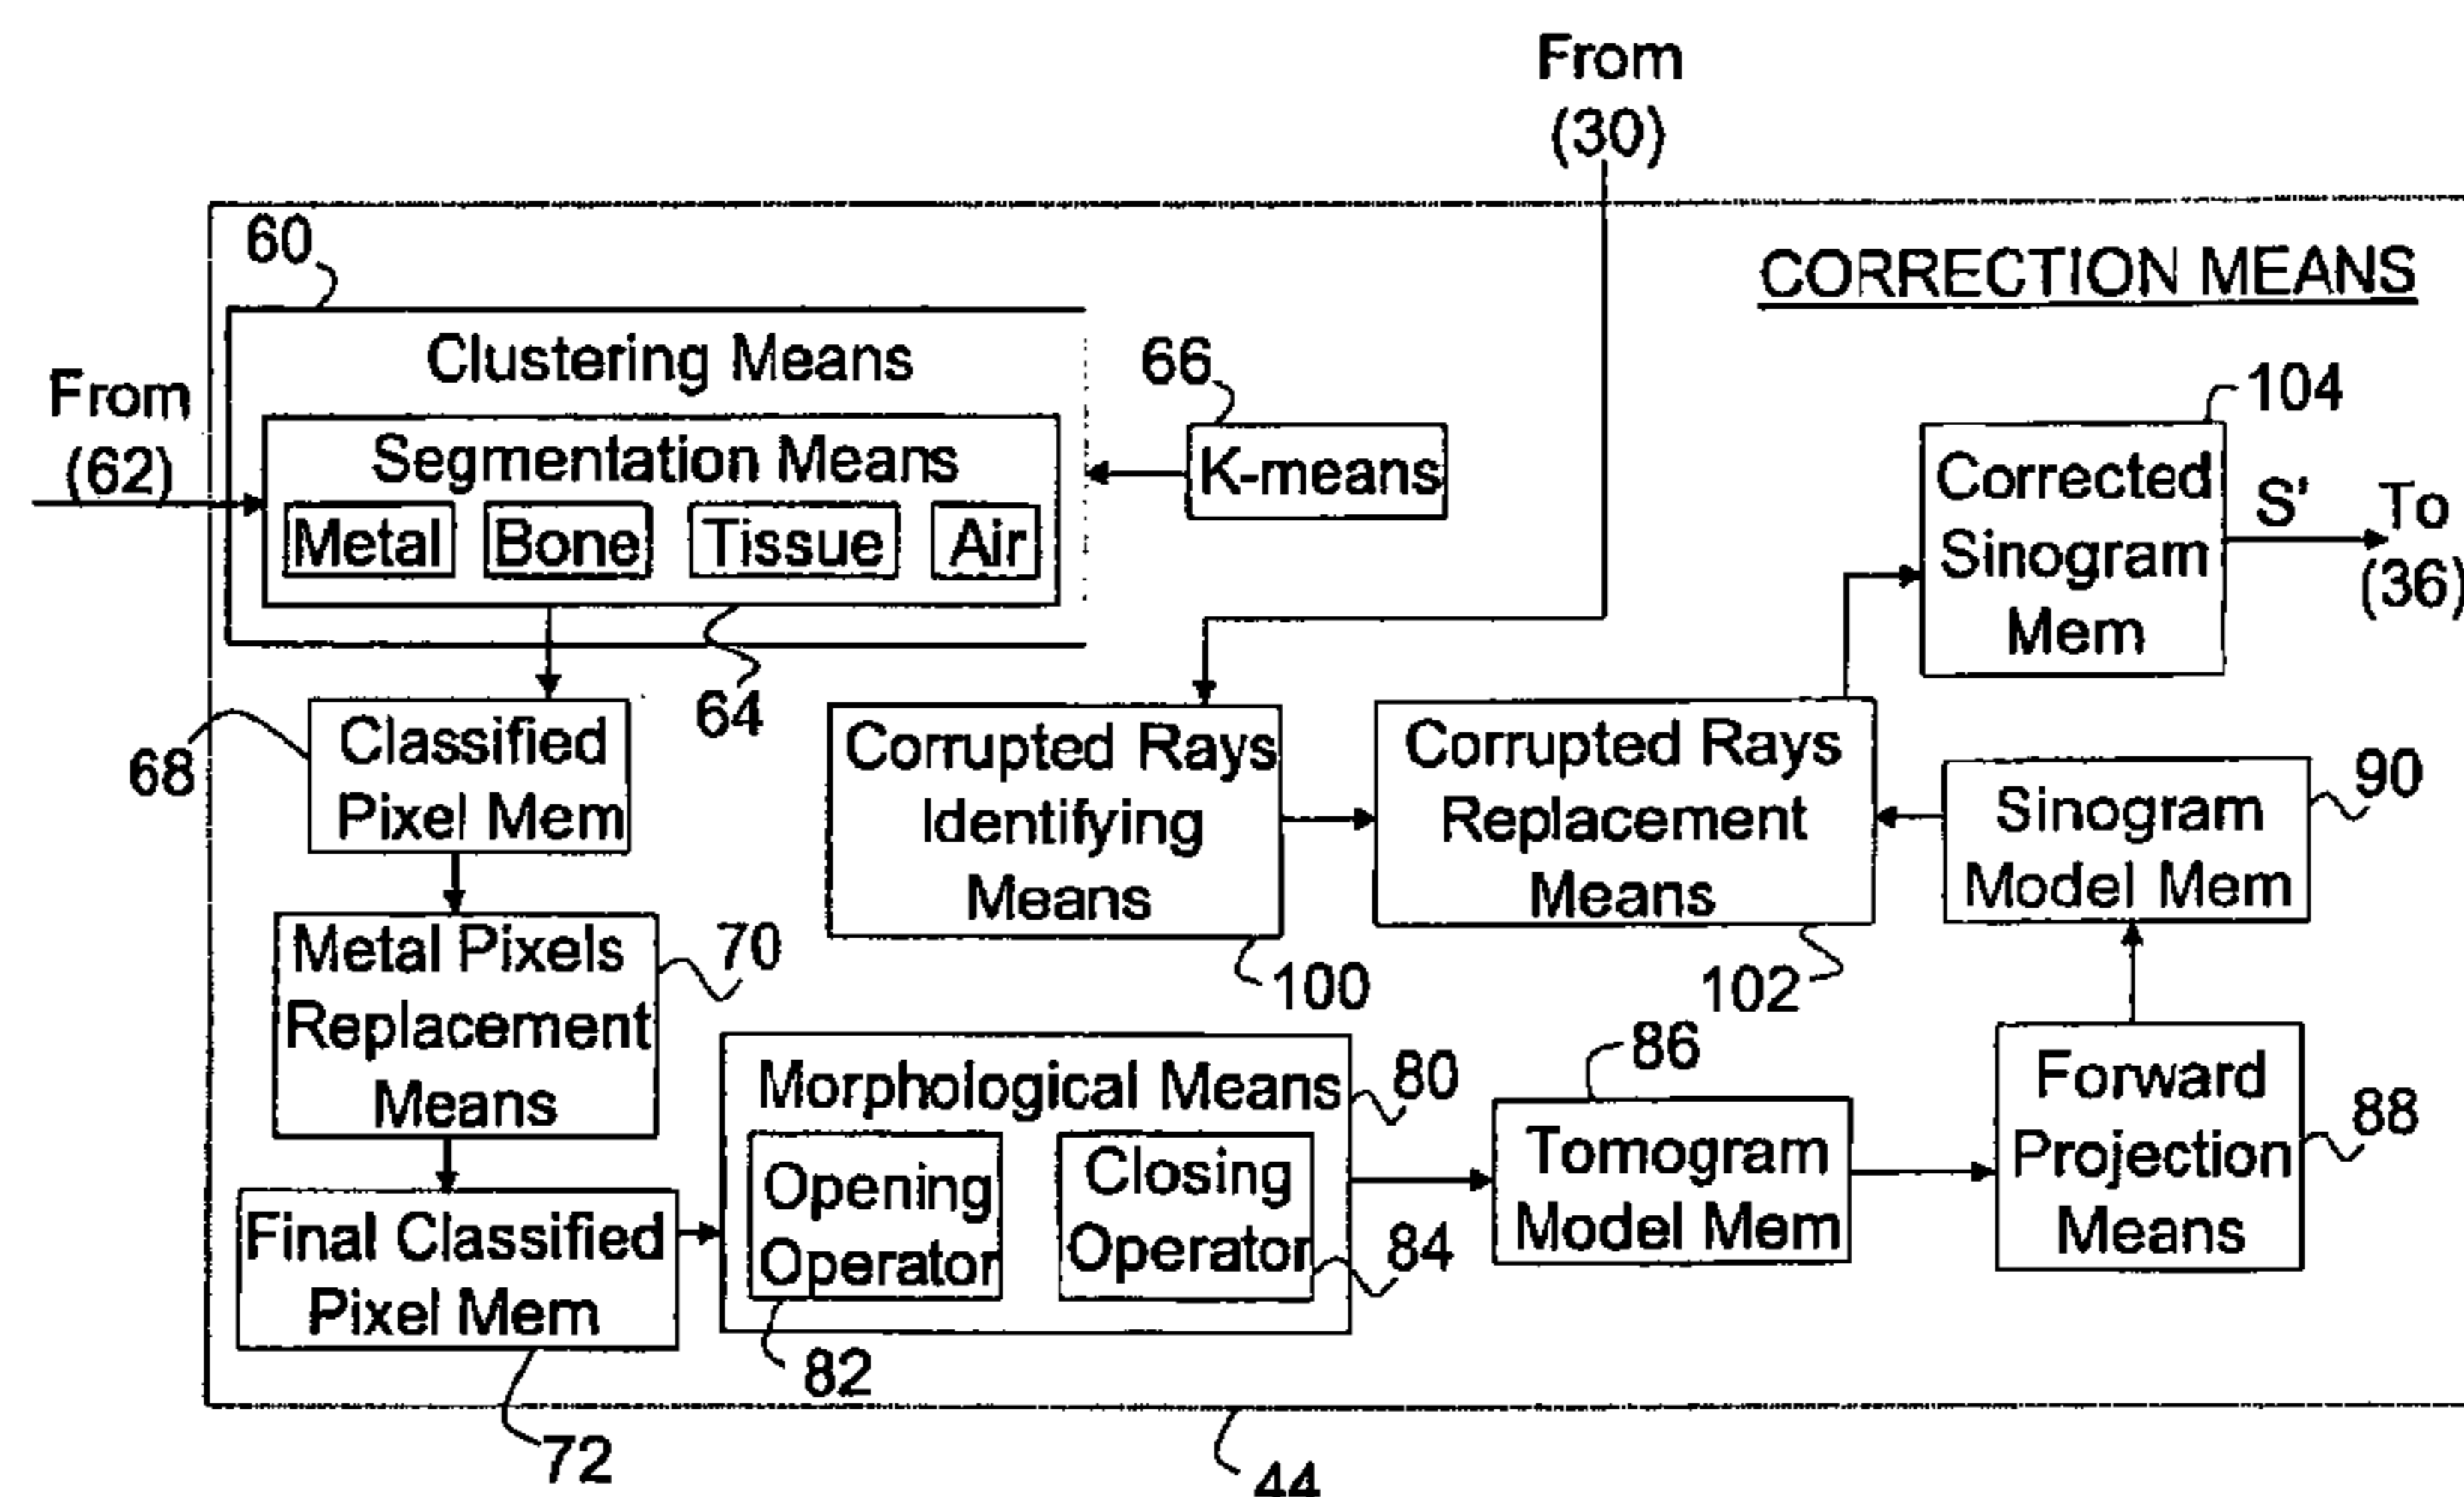 From
(30)
60
CORRECTION MEANS
Clustering Means
66
From
(62)
Segmentation Means
Metal
Bone
Tissue
Air
K-means
104
Corrected
Sinogram
Mem
S'
To
(36)
64
68
Classified
Pixel Mem
Corrupted Rays
Identifying
Means
100
Corrupted Rays
Replacement
Means
102
90
Sinogram
Model Mem
Metal Pixels
Replacement
Means
70
Morphological Means
80
Opening
Operator
82
Closing
Operator
84
86
Tomogram
Model Mem
Forward
Projection
Means
88
Final Classified
Pixel Mem
72
44